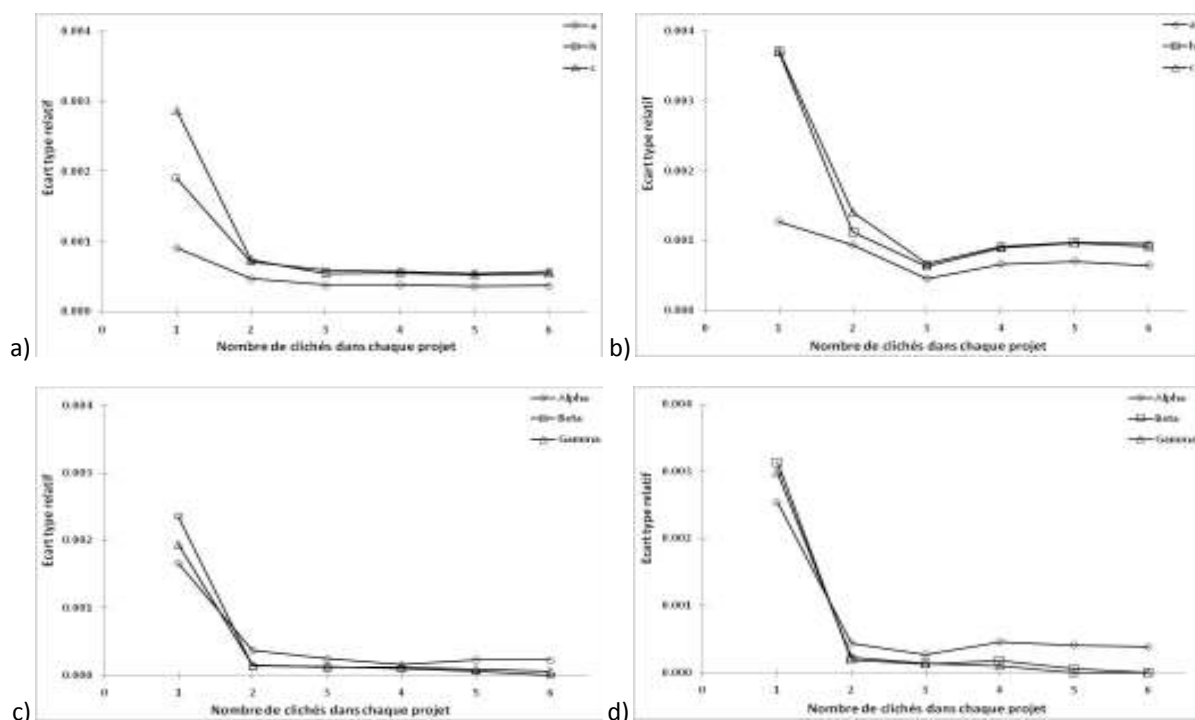 0.004
0.003
0.002
0.001
0.000
Ecart type relatif
0 1 2 3 4 5 6
Nombre de clichés dans chaque projet
a
b
c
a)
0.004
0.003
0.002
0.001
0.000
Ecart type relatif
0 1 2 3 4 5 6
Nombre de clichés dans chaque projet
a
b
c
b)
0.004
0.003
0.002
0.001
0.000
Ecart type relatif
0 1 2 3 4 5 6
Nombre de clichés dans chaque projet
Alpha
Beta
Gamma
c)
0.004
0.003
0.002
0.001
0.000
Ecart type relatif
0 1 2 3 4 5 6
Nombre de clichés dans chaque projet
Alpha
Beta
Gamma
d)